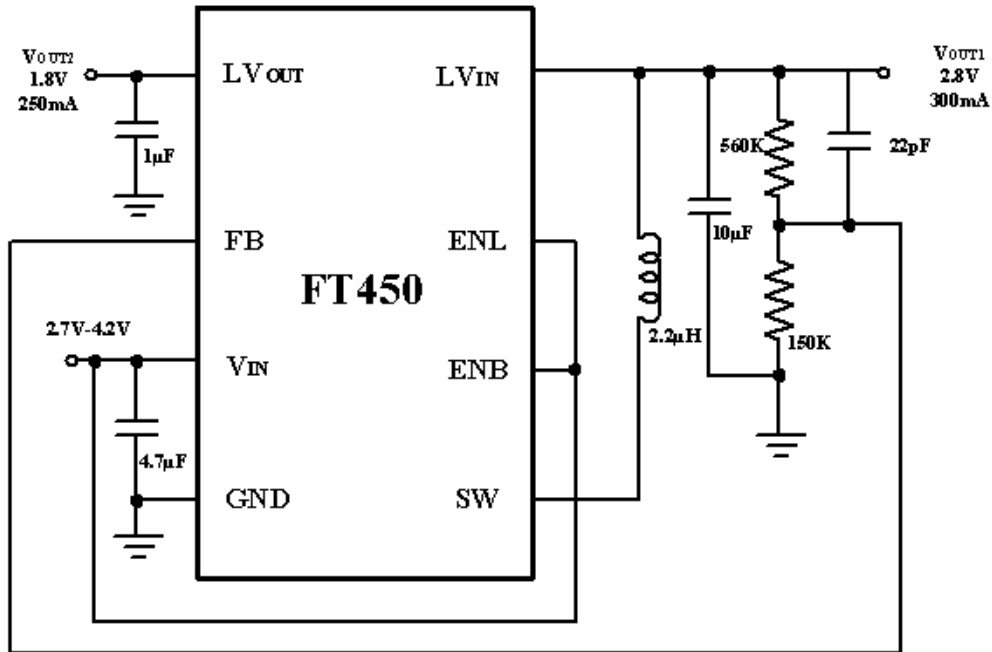 VOUT2
1.8V
250mA
LVOUT
LVIN
VOUT1
2.8V
300mA
1μF
560K
22pF
10μF
FB
ENL
FT450
2.7V-4.2V
2.2μH
150K
VIN
ENB
4.7μF
GND
SW